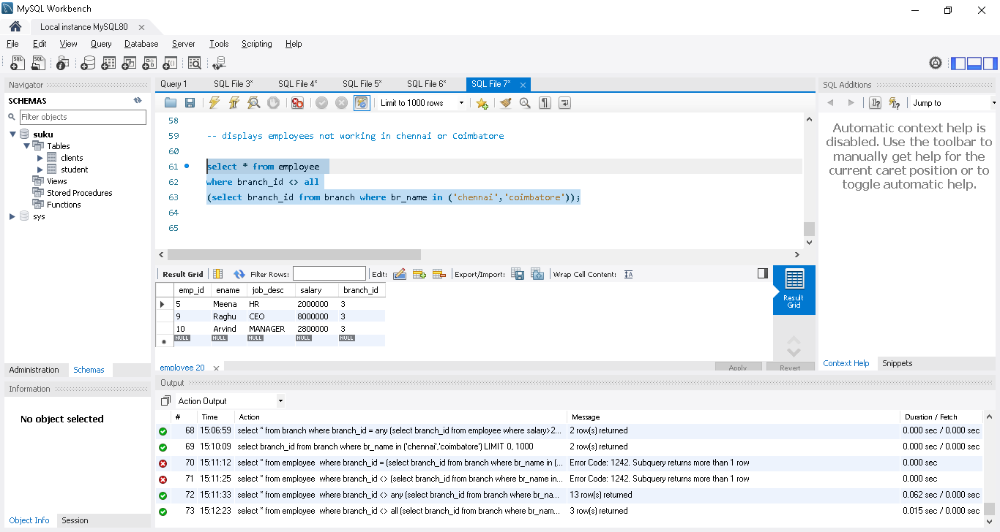 MySQL Workbench
Local instance MySQL80
File Edit View Query Database Server Tools Scripting Help
Navigator
SCHEMAS
Filter objects
suku
Tables
clients
student
Views
Stored Procedures
Functions
sys
Administration Schemas
Information
No object selected
Object Info Session
Query 1 SQL File 3* SQL File 4* SQL File 5* SQL File 6* SQL File 7*
Limit to 1000 rows
58
59 -- displays employees not working in chennai or Coimbatore
60
61 select * from employee
62 where branch_id <> all
63 (select branch_id from branch where br_name in ('chennai','coimbatore'));
64
65
Result Grid Filter Rows: Edit: Export/Import: Wrap Cell Content:
emp_id ename job_desc salary branch_id
5 Meena HR 2000000 3
9 Raghu CEO 8000000 3
10 Arvind MANAGER 2800000 3
NULL NULL NULL NULL NULL
Result
Grid
employee 20 Apply Revert
Output
Action Output
# Time Action Message Duration / Fetch
68 15:06:59 select * from branch where branch_id = any (select branch_id from employee where salary>2... 2 row(s) returned 0.000 sec / 0.000 sec
69 15:10:09 select branch_id from branch where br_name in ('chennai','coimbatore') LIMIT 0, 1000 2 row(s) returned 0.000 sec / 0.000 sec
70 15:11:12 select * from employee where branch_id = (select branch_id from branch where br_name in (... Error Code: 1242. Subquery returns more than 1 row 0.000 sec
71 15:11:25 select * from employee where branch_id <> (select branch_id from branch where br_name in... Error Code: 1242. Subquery returns more than 1 row 0.000 sec
72 15:11:33 select * from employee where branch_id <> any (select branch_id from branch where br_na... 13 row(s) returned 0.062 sec / 0.000 sec
73 15:12:23 select * from employee where branch_id <> all (select branch_id from branch where br_nam... 3 row(s) returned 0.015 sec / 0.000 sec
SQL Additions
Jump to
Automatic context help is
disabled. Use the toolbar to
manually get help for the
current caret position or to
toggle automatic help.
Context Help Snippets